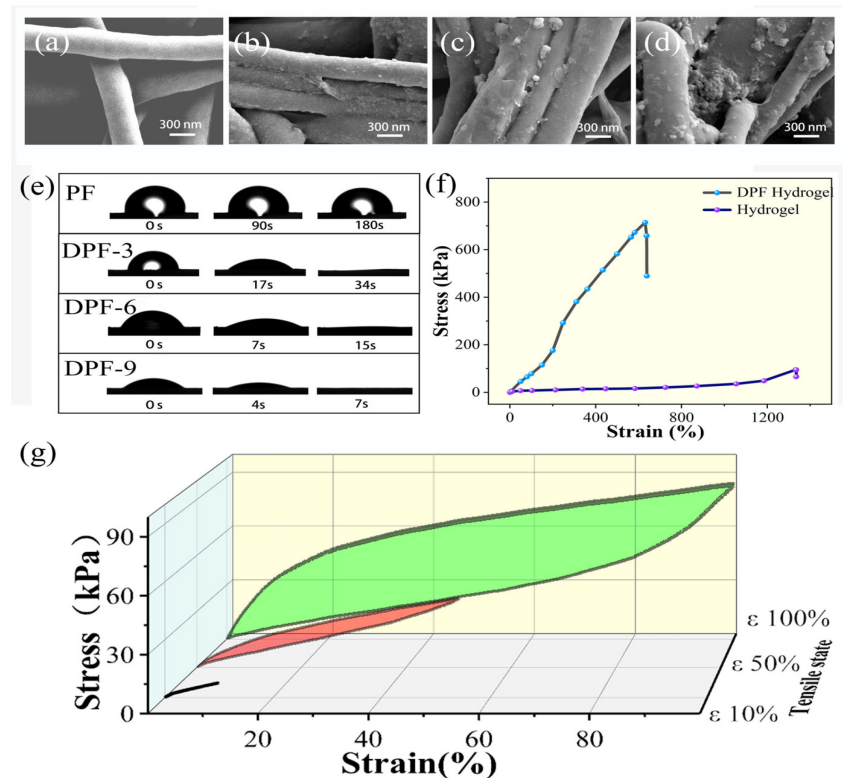 (a)
300 nm
(b)
300 nm
(c)
300 nm
(d)
300 nm
(e)
PF
0 s
90s
180s
DPF-3
0 s
17s
34s
DPF-6
0 s
7s
15s
DPF-9
0 s
4s
7s
(f)
DPF Hydrogel
Hydrogel
Stress (kPa)
800
600
400
200
0
0
400
800
1200
Strain (%)
(g)
Stress (kPa)
90
60
30
0
20
40
60
80
Strain(%)
ε 100%
ε 50%
ε 10%
Tensile state